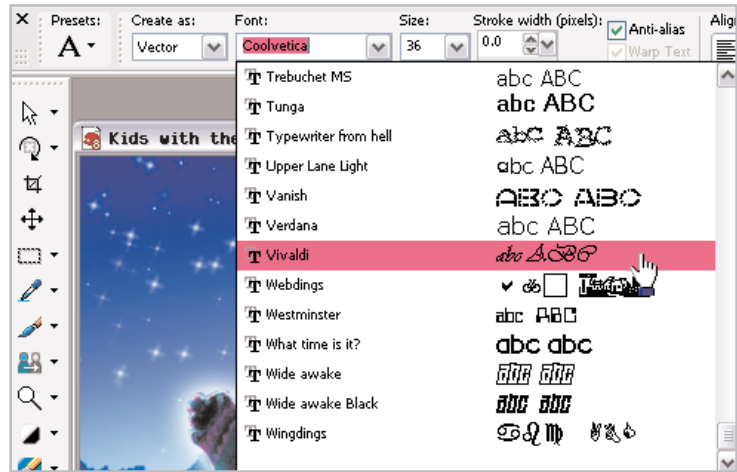 Presets: Create as: Font: Size: Stroke width (pixels): Anti-alias
A Vector Coolvetica 36 0.0 Warp Text
Kids with the
Trebuchet MS abc ABC
Tunga abc ABC
Typewriter from hell abc ABC
Upper Lane Light abc ABC
Vanish ABC ABC
Verdana abc ABC
Vivaldi abc ABC
Webdings
Westminster abc ABC
What time is it? abc abc
Wide awake abc abc
Wide awake Black abc abc
Wingdings